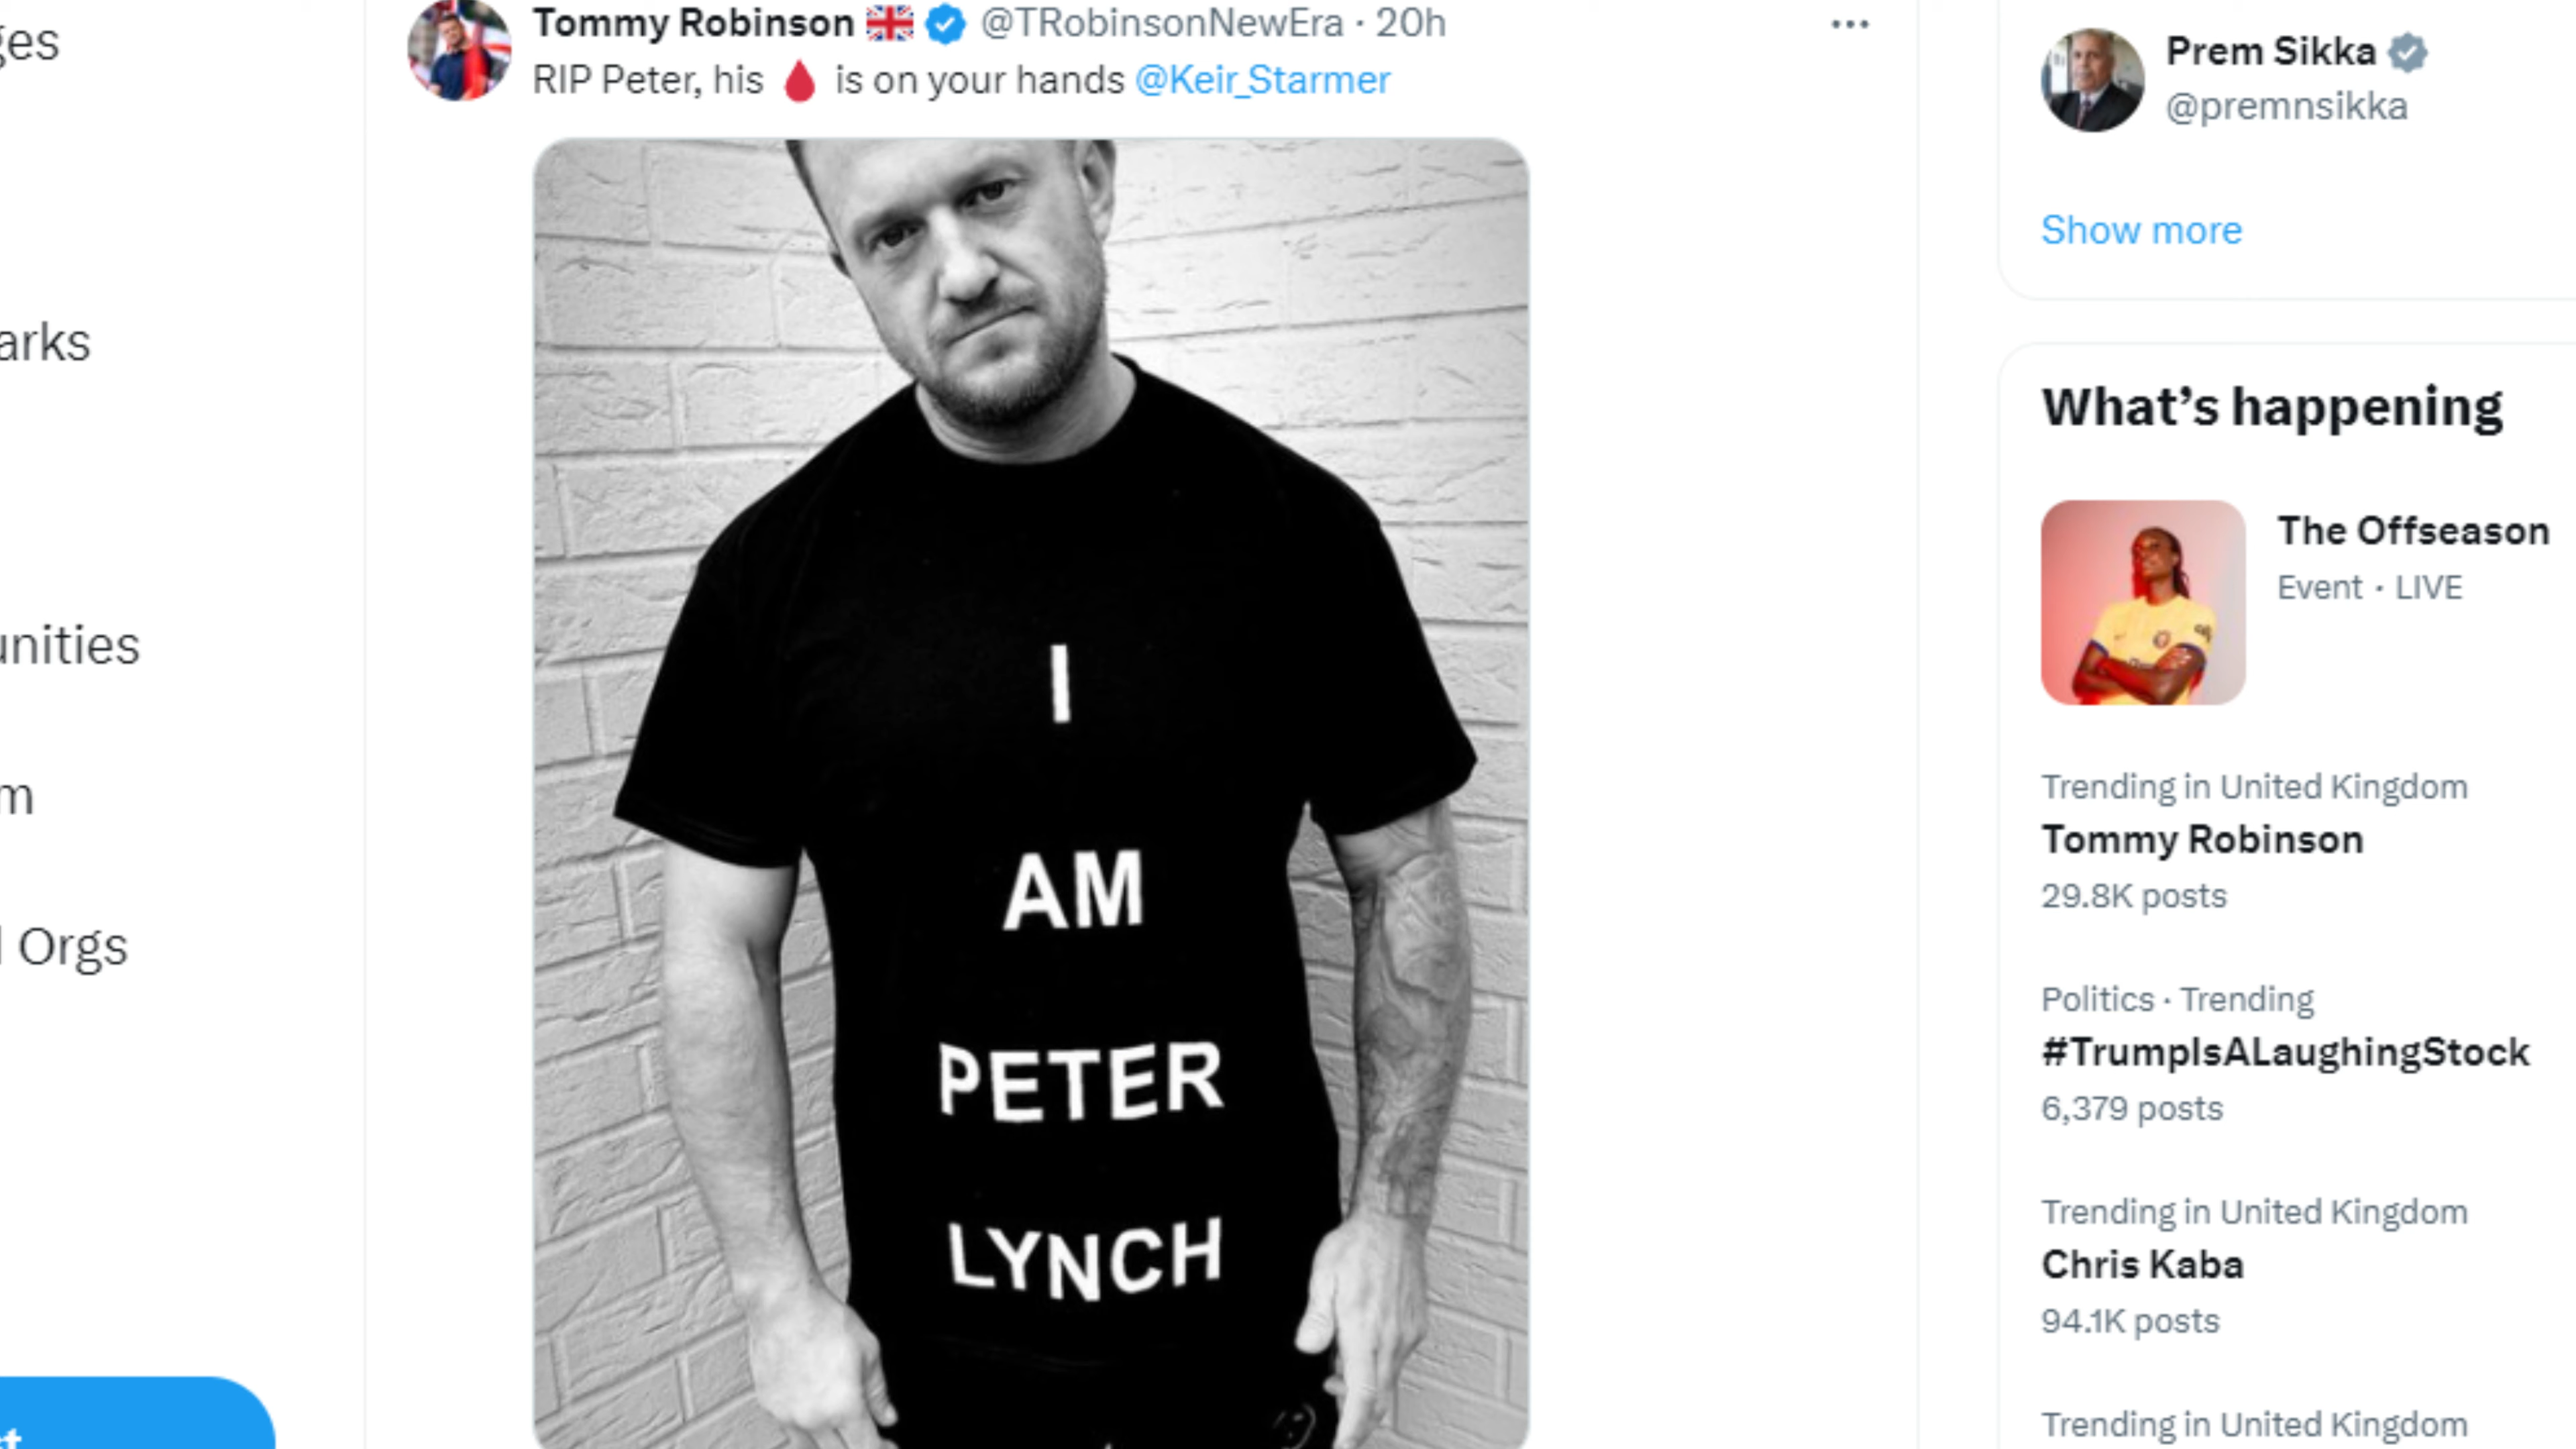 ges
arks
unities
m
l Orgs
st
Tommy Robinson 🇬🇧 @TRobinsonNewEra · 20h
RIP Peter, his 🩸 is on your hands @Keir_Starmer
I
AM
PETER
LYNCH
Prem Sikka
@premnsikka
Show more
What's happening
The Offseason
Event · LIVE
Trending in United Kingdom
Tommy Robinson
29.8K posts
Politics · Trending
#TrumpIsALaughingStock
6,379 posts
Trending in United Kingdom
Chris Kaba
94.1K posts
Trending in United Kingdom